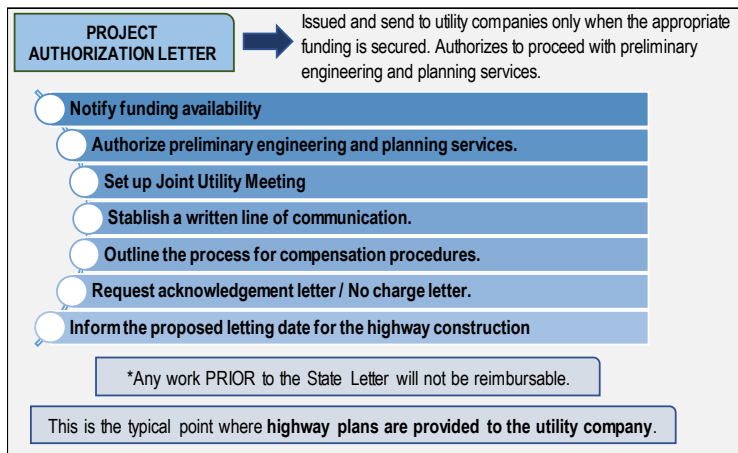 PROJECT
AUTHORIZATION LETTER
Issued and send to utility companies only when the appropriate
funding is secured. Authorizes to proceed with preliminary
engineering and planning services.
Notify funding availability
Authorize preliminary engineering and planning services.
Set up Joint Utility Meeting
Stablish a written line of communication.
Outline the process for compensation procedures.
Request acknowledgement letter / No charge letter.
Inform the proposed letting date for the highway construction
*Any work PRIOR to the State Letter will not be reimbursable.
This is the typical point where highway plans are provided to the utility company.